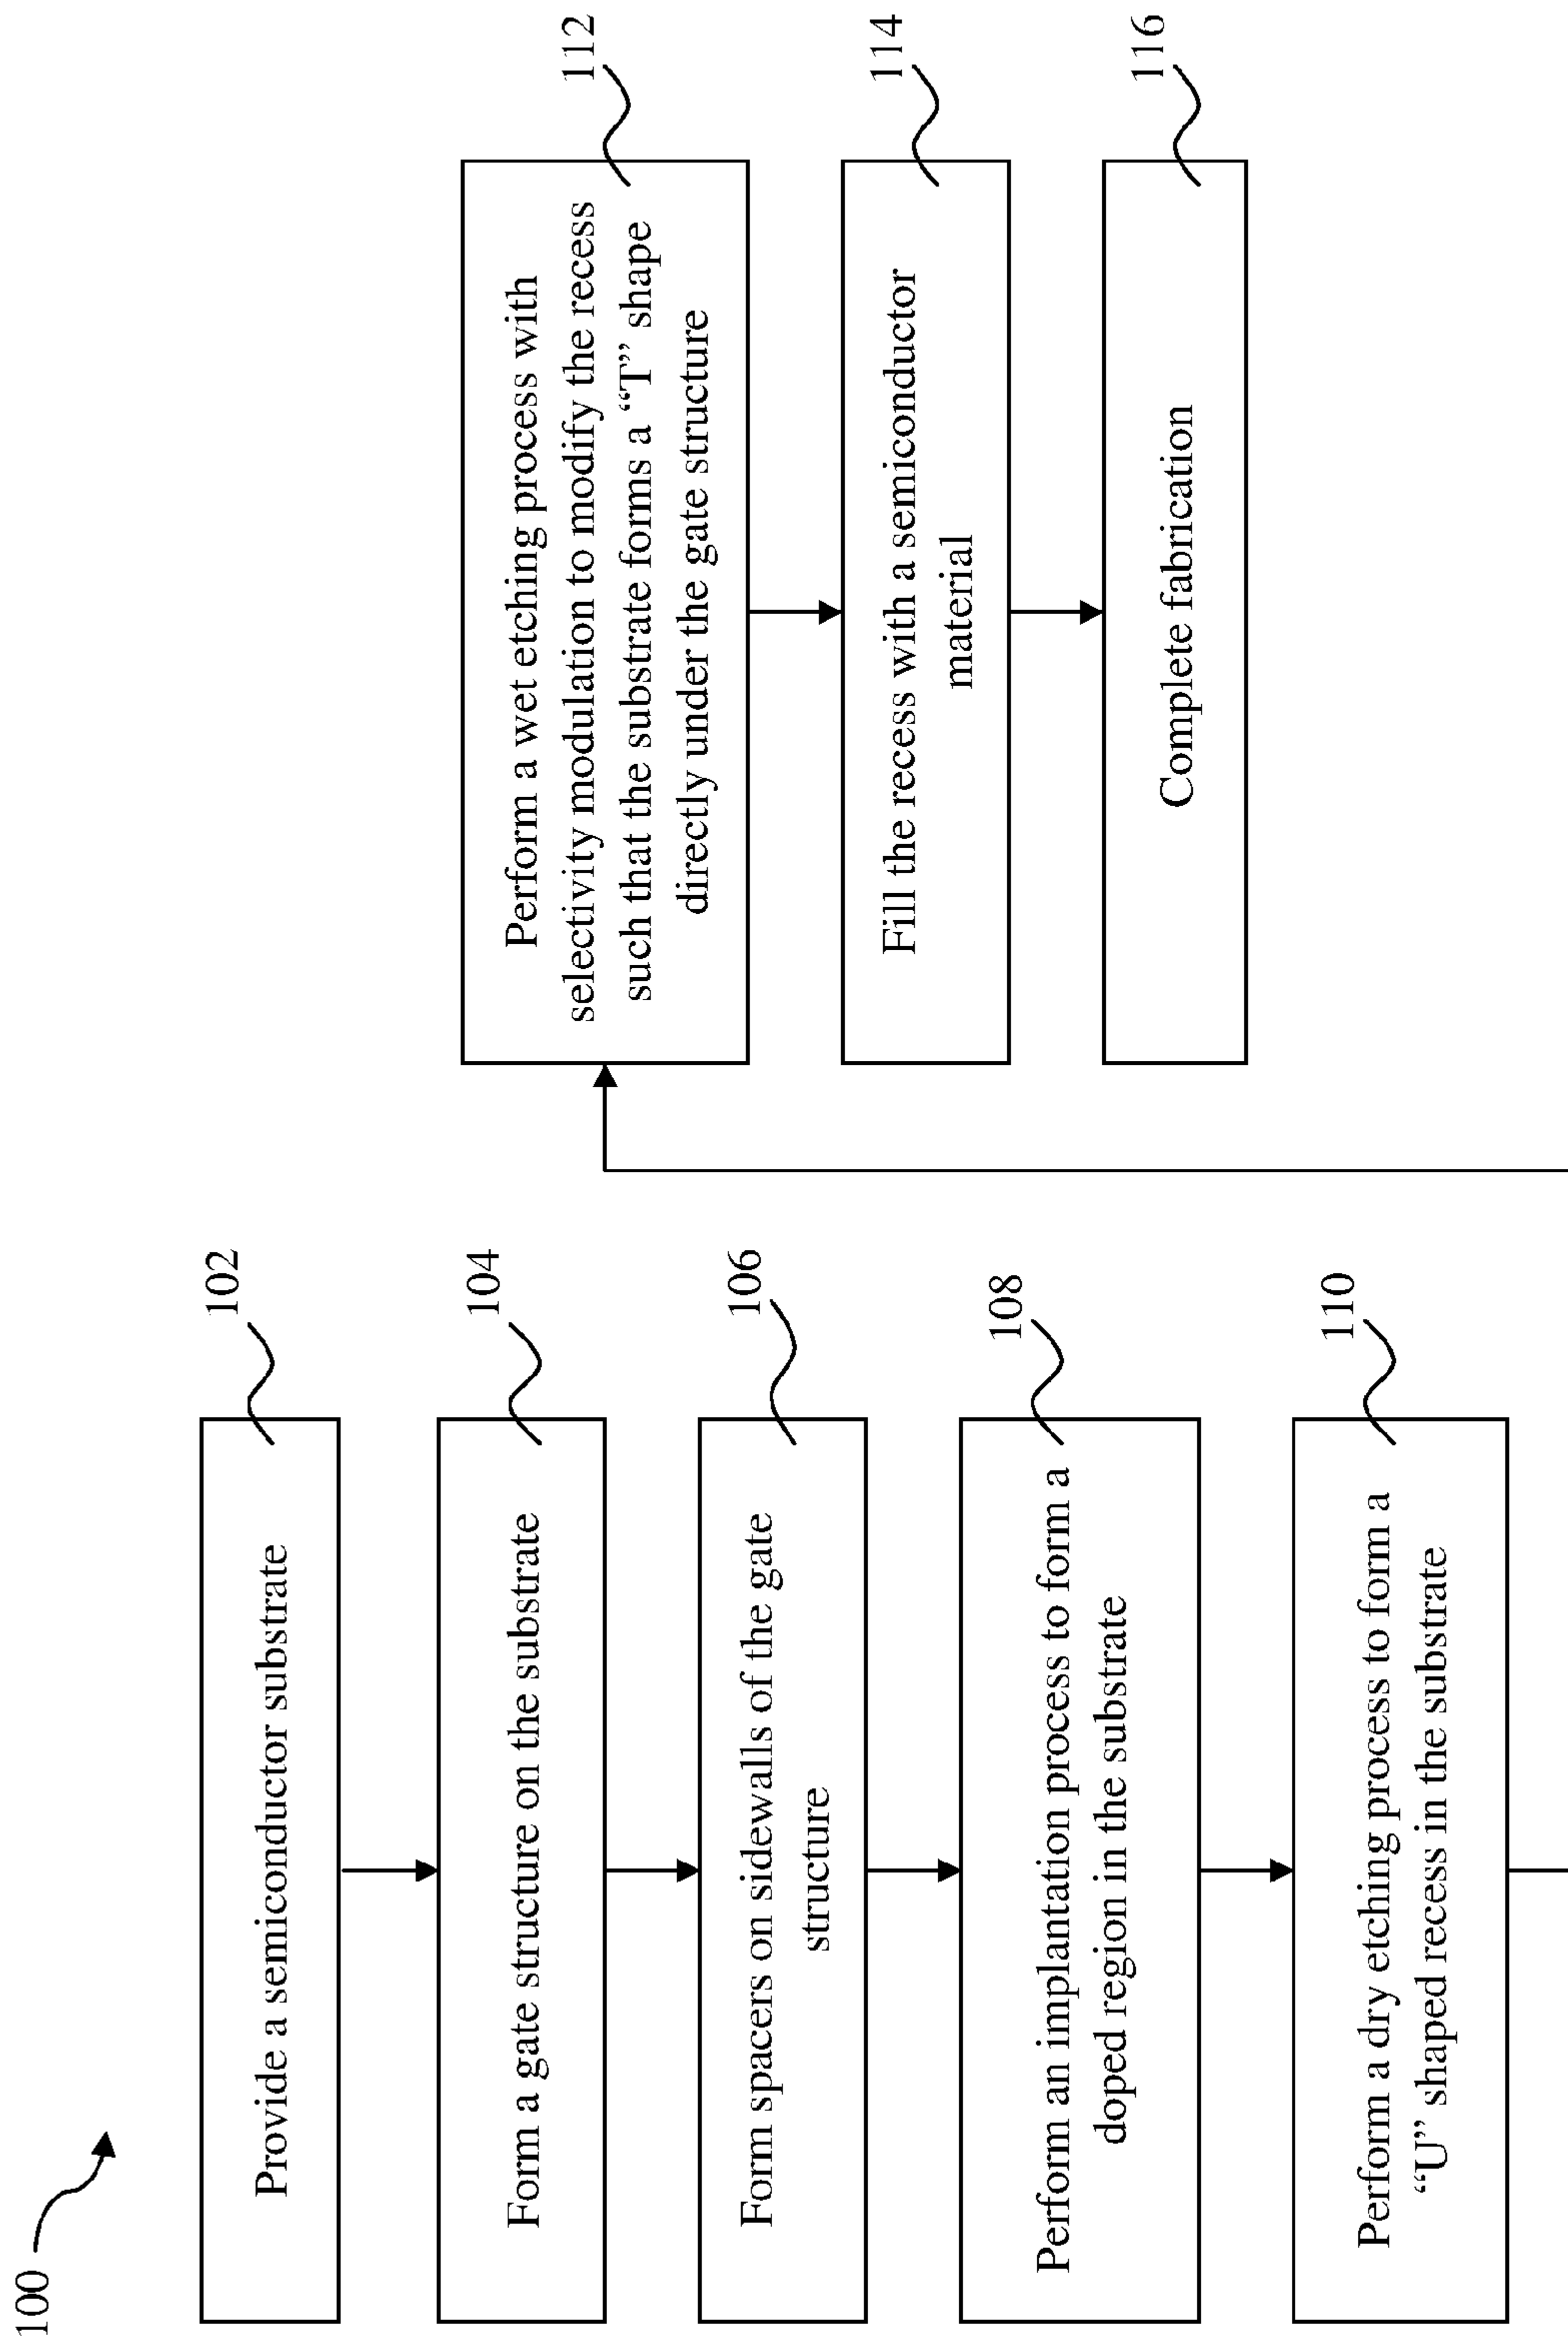 100
Provide a semiconductor substrate
102
Form a gate structure on the substrate
104
Form spacers on sidewalls of the gate
structure
106
Perform an implantation process to form a
doped region in the substrate
108
Perform a dry etching process to form a
“U” shaped recess in the substrate
110
Perform a wet etching process with
selectivity modulation to modify the recess
such that the substrate forms a “T” shape
directly under the gate structure
112
Fill the recess with a semiconductor
material
114
Complete fabrication
116